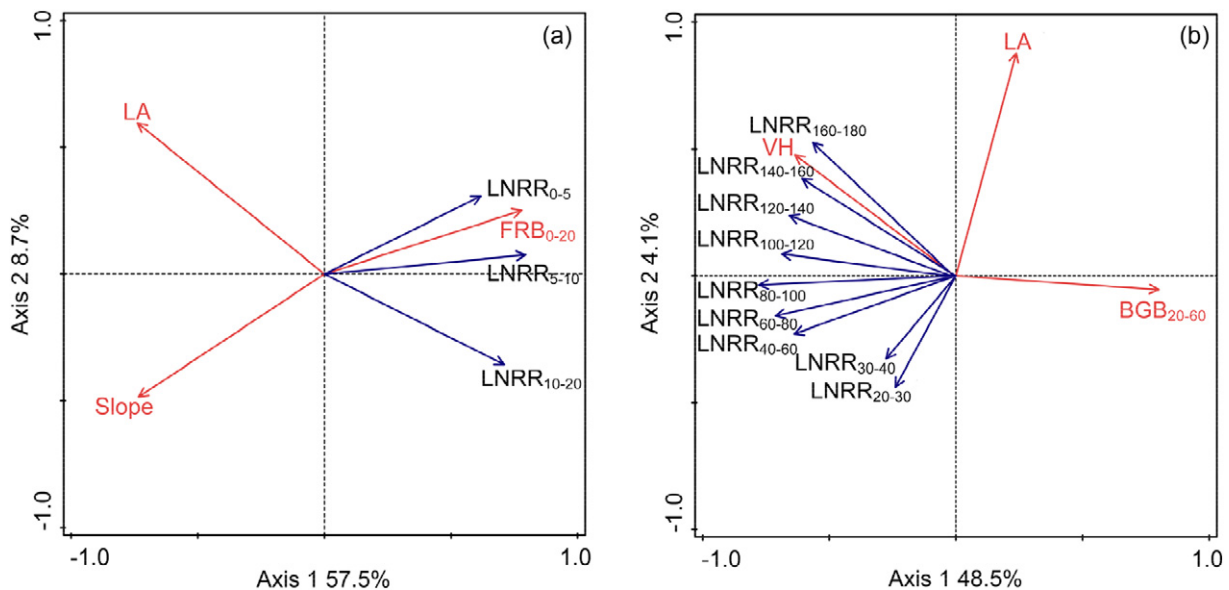 (a)
1.0
LA
LNRR0-5
FRB0-20
LNRR5-10
LNRR10-20
Slope
Axis 2 8.7%
-1.0
-1.0
1.0
Axis 1 57.5%
(b)
1.0
LA
LNRR160-180
VH
LNRR140-160
LNRR120-140
LNRR100-120
LNRR80-100
LNRR60-80
LNRR40-60
LNRR30-40
LNRR20-30
BGB20-60
Axis 2 4.1%
-1.0
-1.0
1.0
Axis 1 48.5%